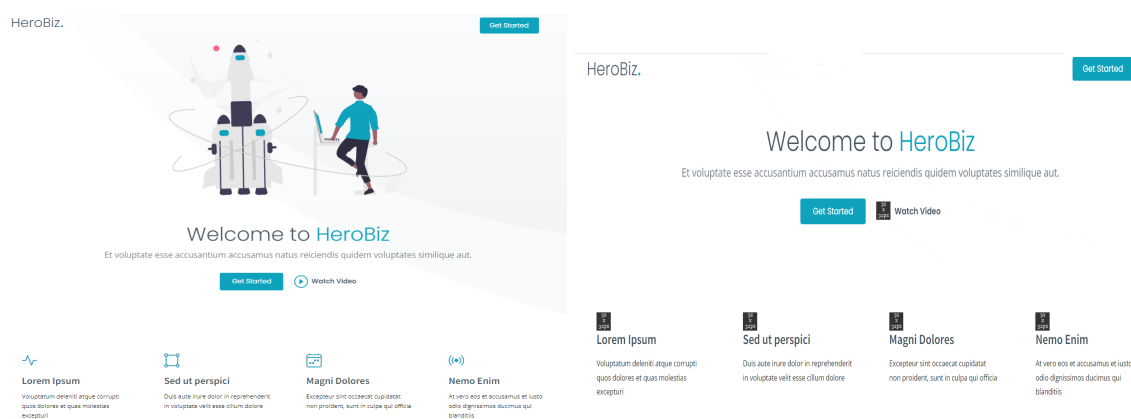 HeroBiz.
Get Started
Welcome to HeroBiz
Et voluptate esse accusantium accusamus natus reiciendis quidem voluptates similique aut.
Get Started
Watch Video
Lorem Ipsum
Voluptatum deleniti atque corrupti
quos dolores et quas molestias
excepturi
Sed ut perspici
Duis aute irure dolor in reprehenderit
in voluptate velit esse cillum dolore
Magni Dolores
Excepteur sint occaecat cupidatat
non proident, sunt in culpa qui officia
Nemo Enim
At vero eos et accusamus et iusto
odio dignissimos ducimus qui
blanditiis
HeroBiz.
Get Started
Welcome to HeroBiz
Et voluptate esse accusantium accusamus natus reiciendis quidem voluptates similique aut.
Get Started
Watch Video
Lorem Ipsum
Voluptatum deleniti atque corrupti
quos dolores et quas molestias
excepturi
Sed ut perspici
Duis aute irure dolor in reprehenderit
in voluptate velit esse cillum dolore
Magni Dolores
Excepteur sint occaecat cupidatat
non proident, sunt in culpa qui officia
Nemo Enim
At vero eos et accusamus et iusto
odio dignissimos ducimus qui
blanditiis